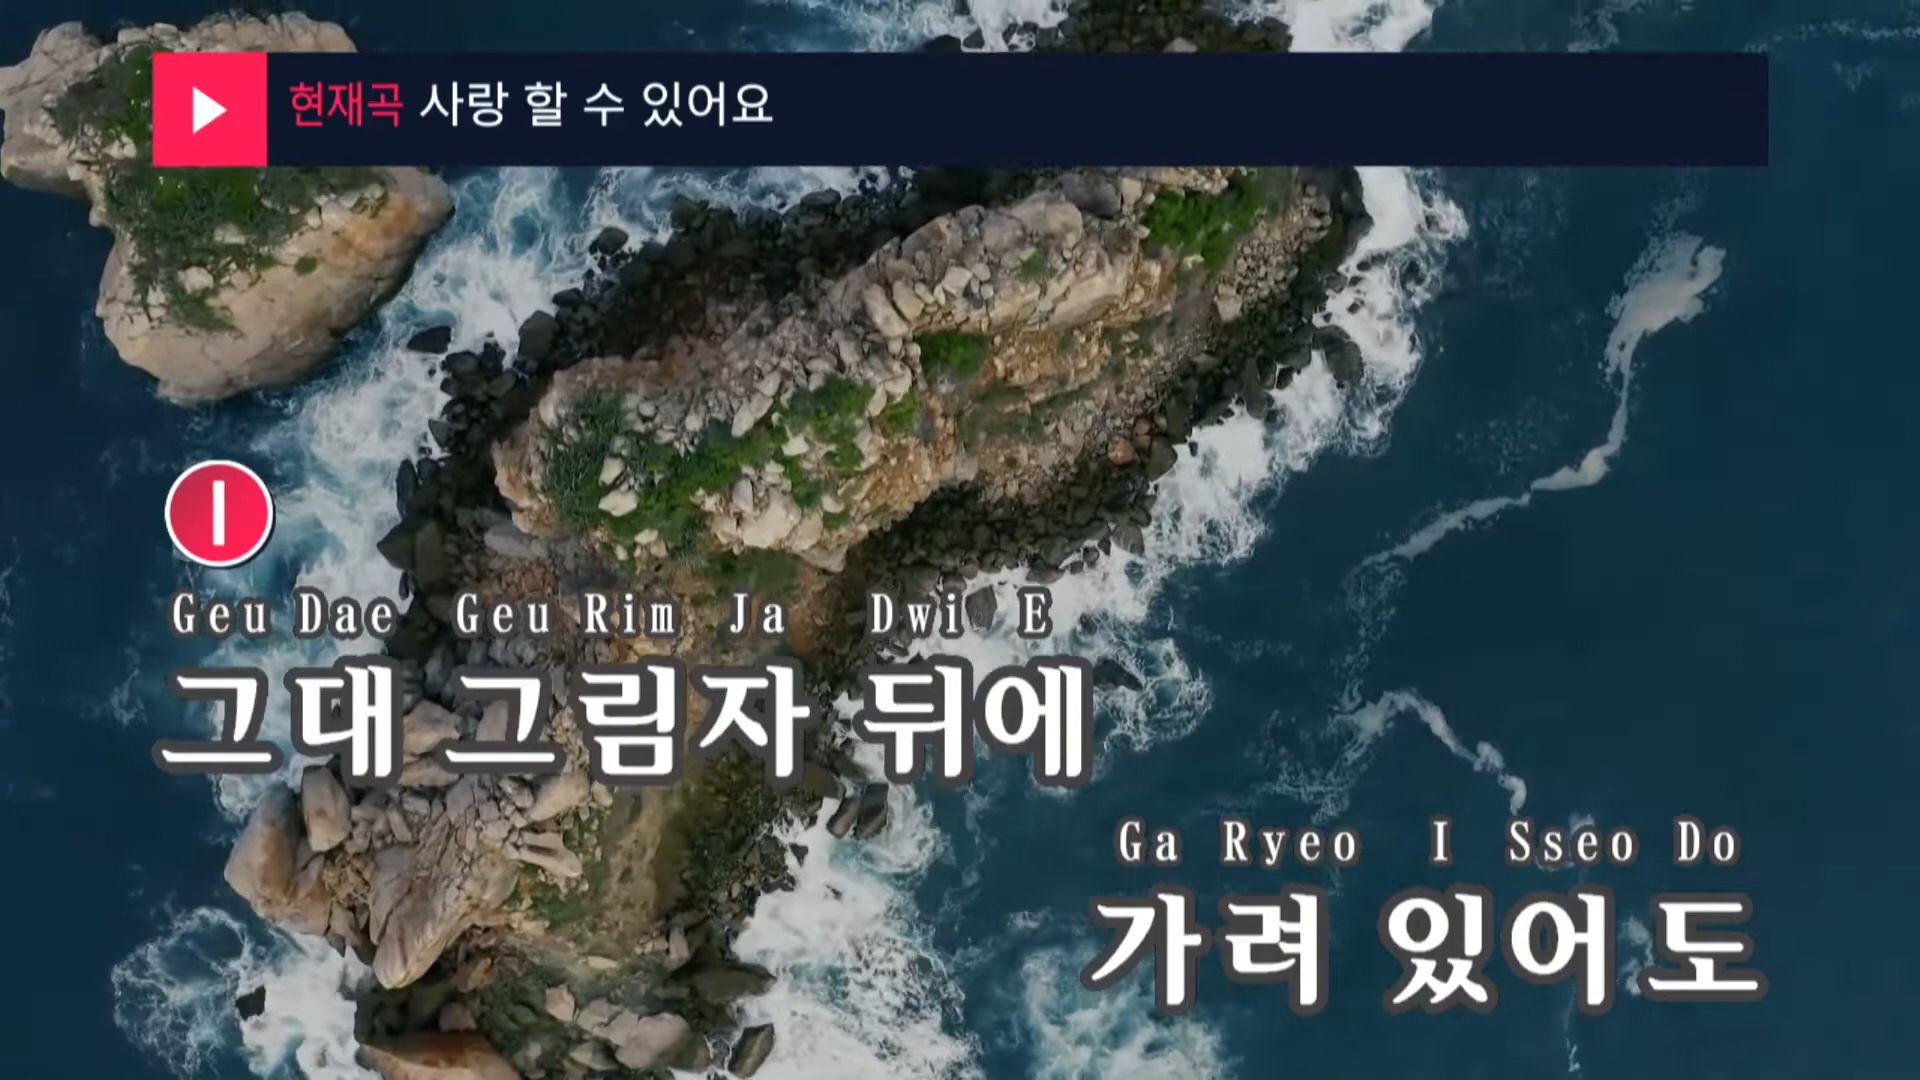 현재곡 사랑 할 수 있어요
Geu Dae Geu Rim Ja Dwi E
그대 그림자 뒤에
Ga Ryeo I Sseo Do
가려 있어도